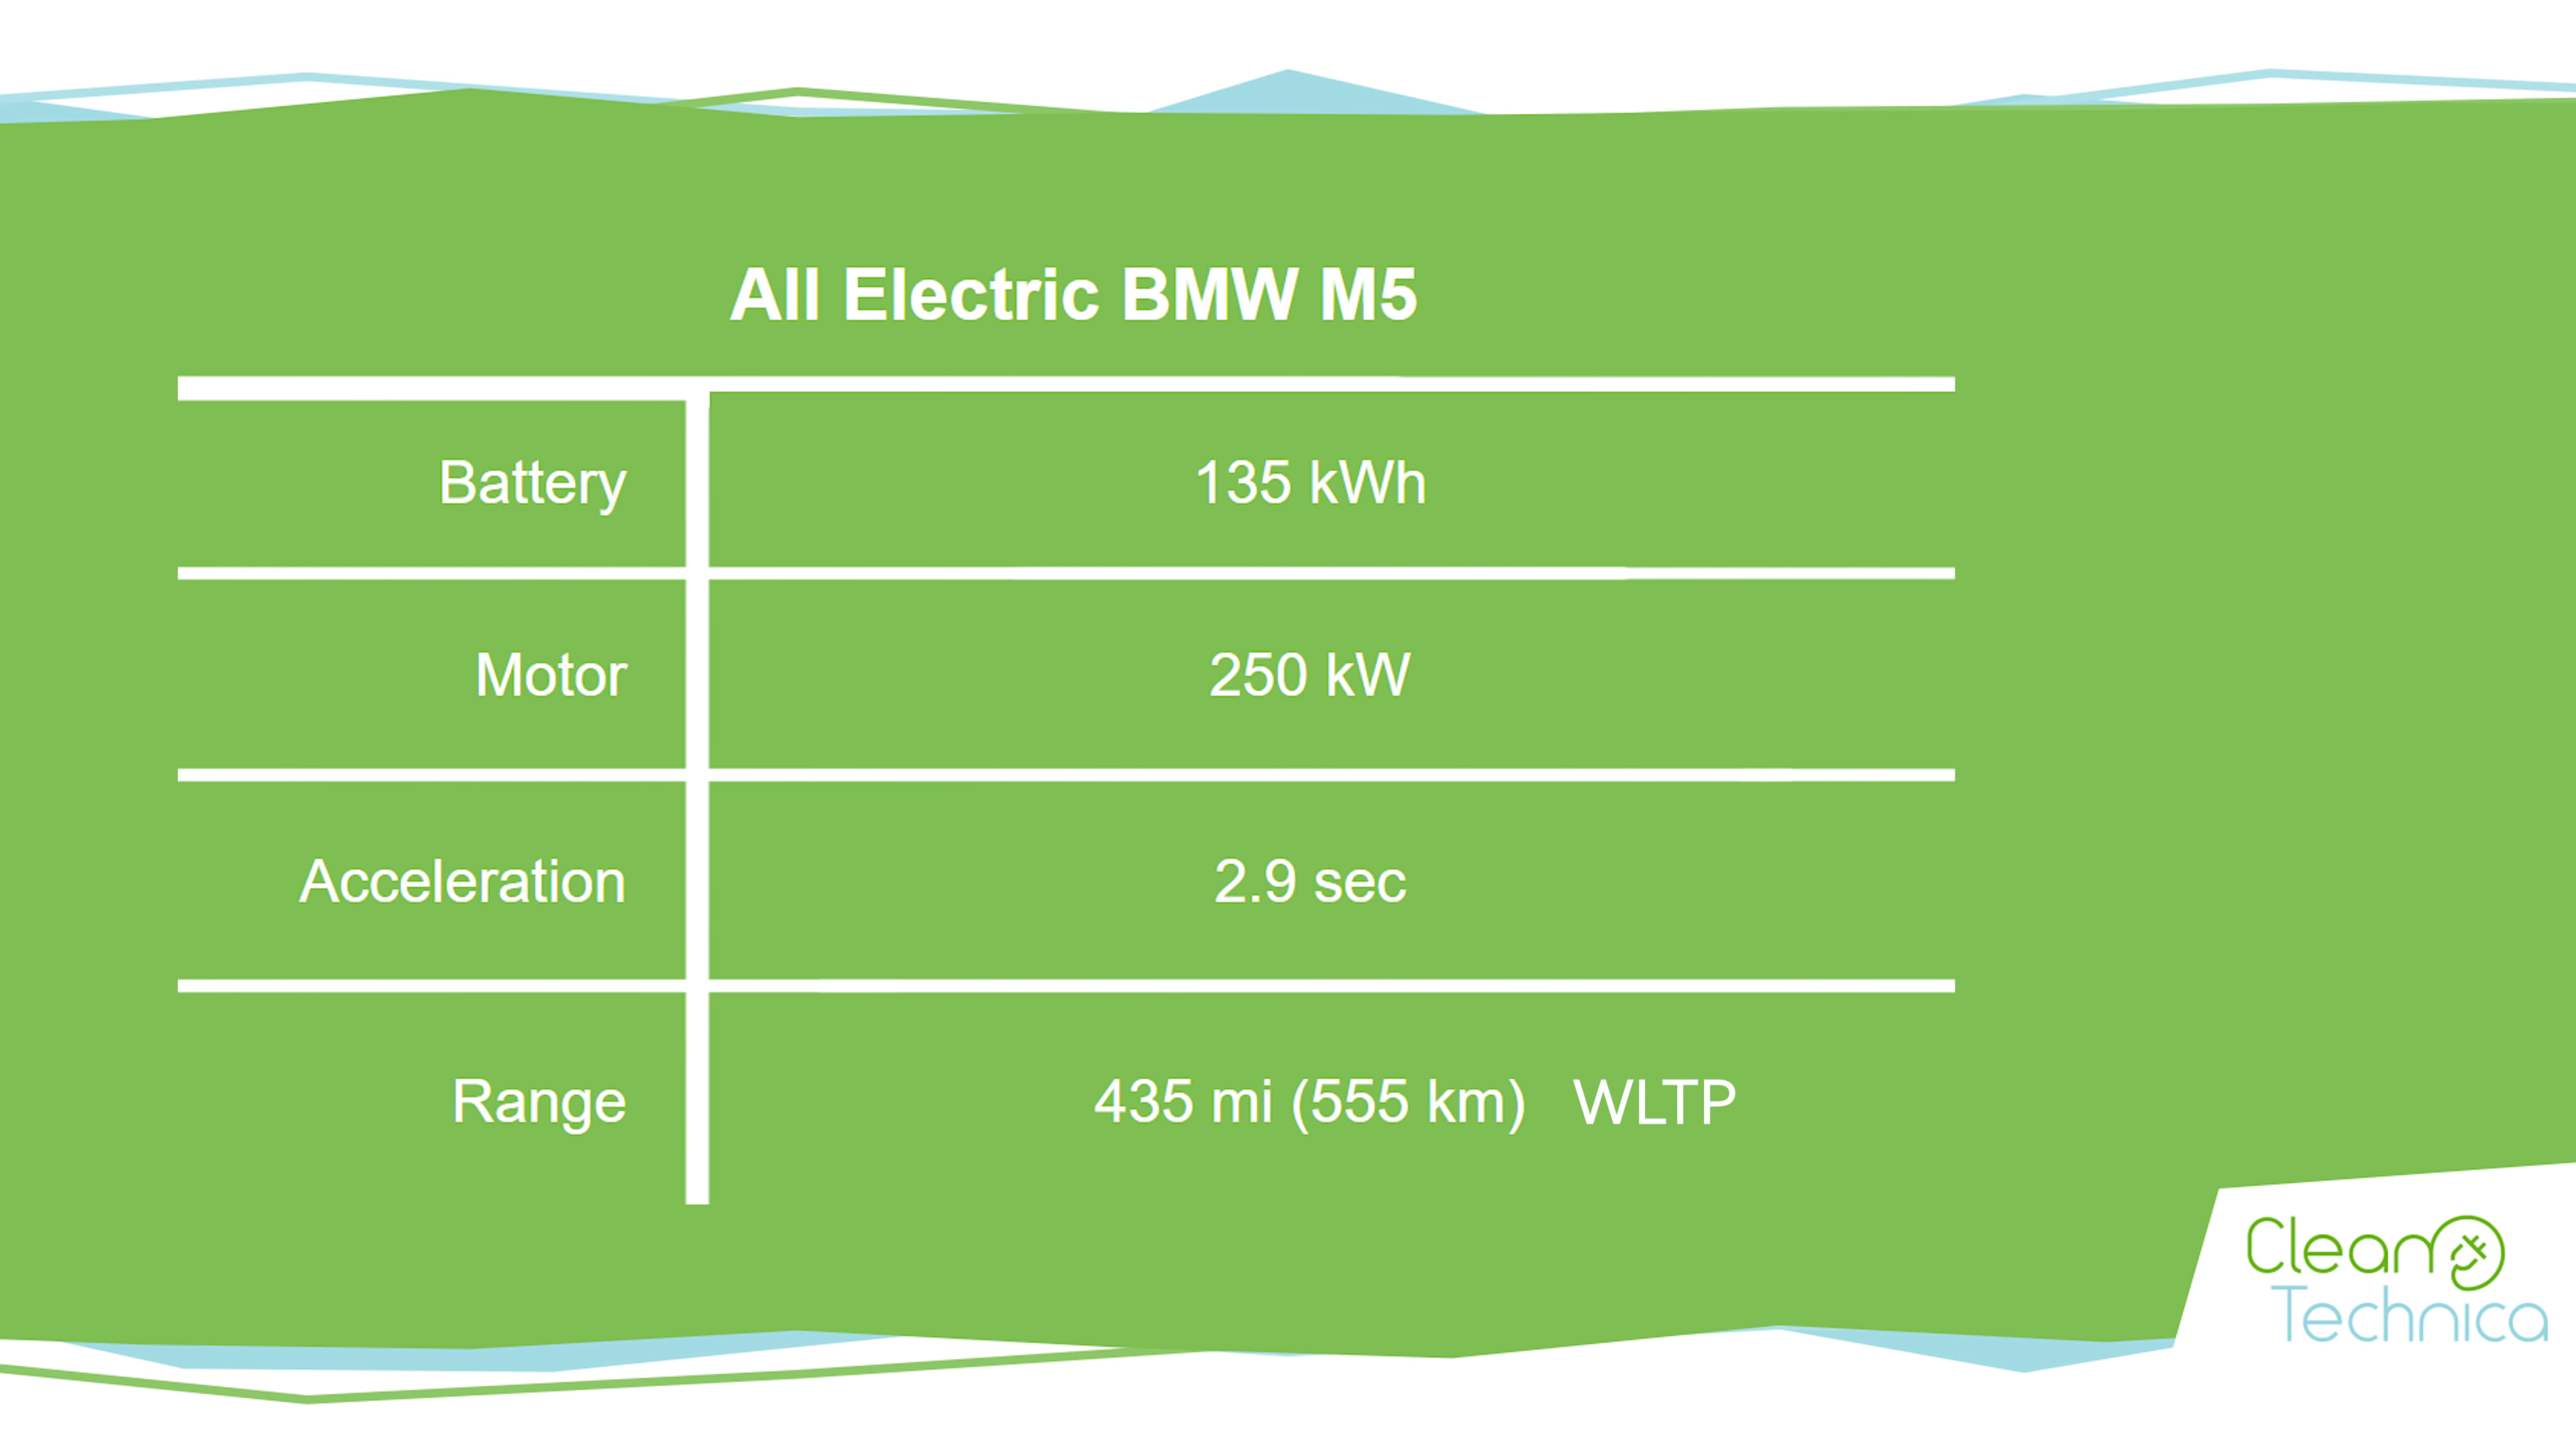 All Electric BMW M5
Battery 135 kWh
Motor 250 kW
Acceleration 2.9 sec
Range 435 mi (555 km) WLTP
Clean
Technica